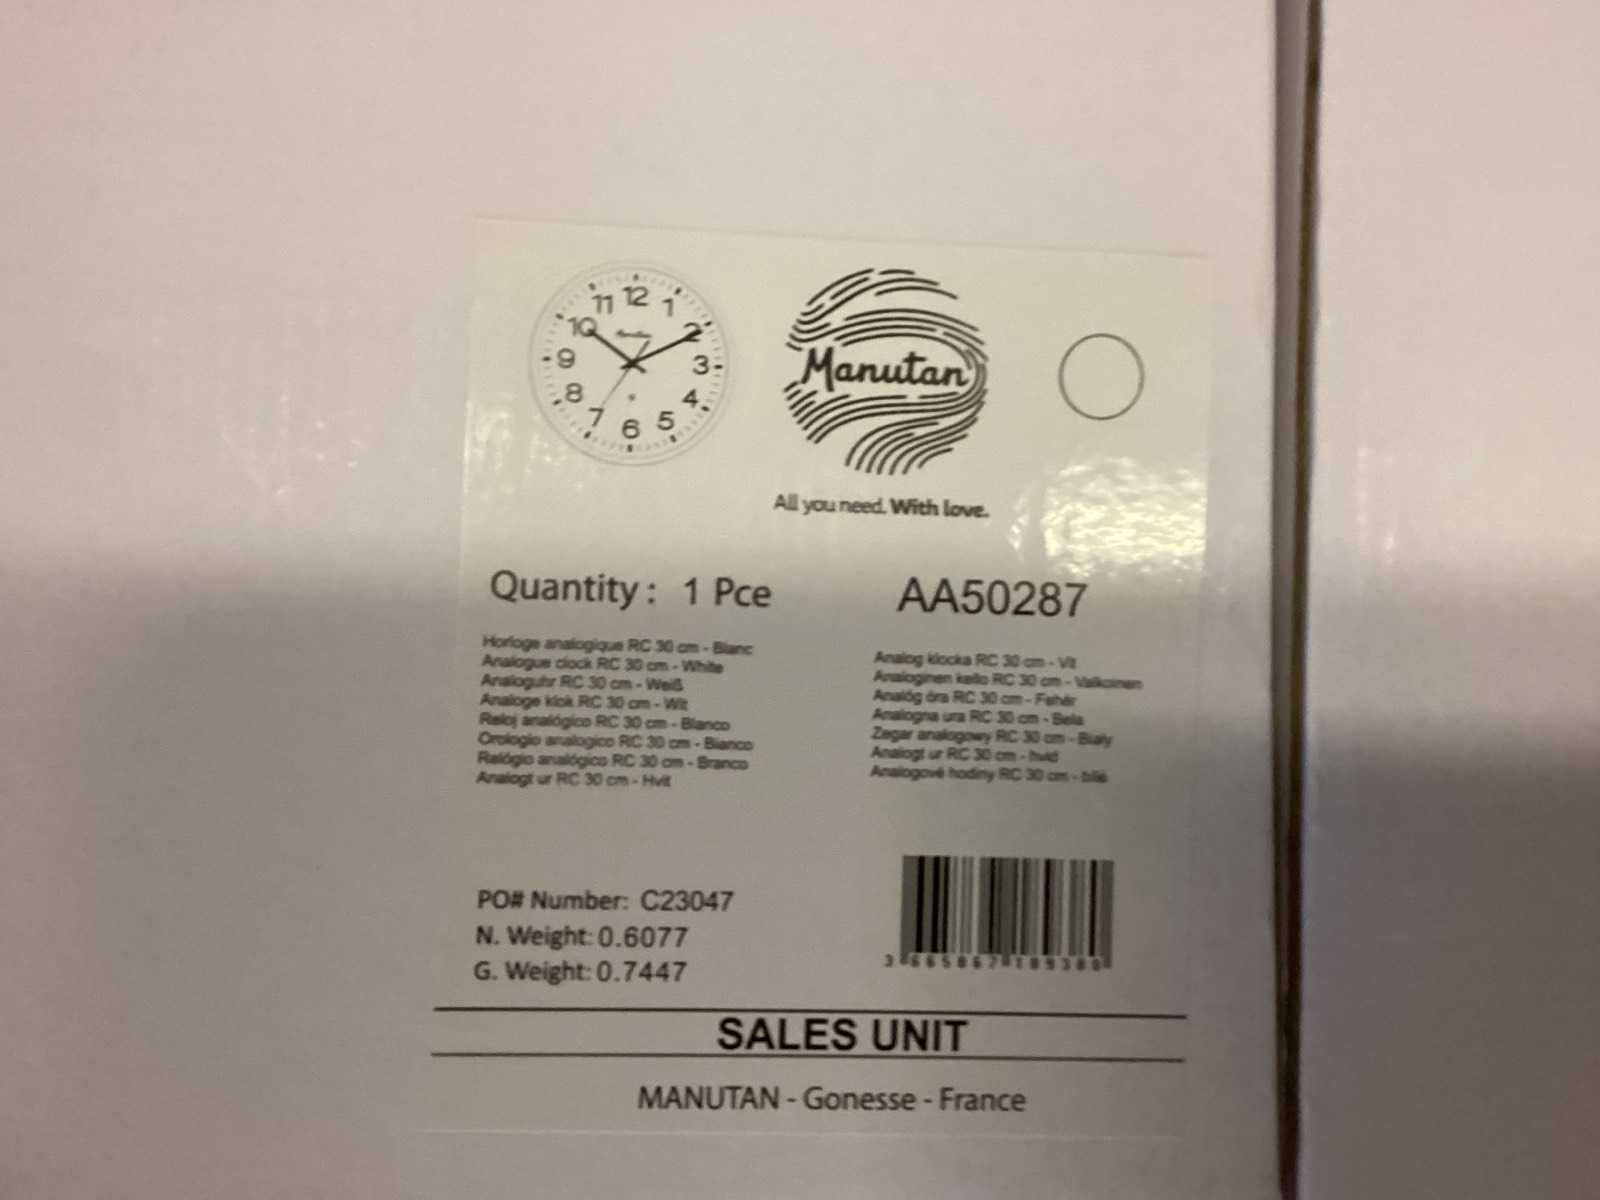 11 12 1
10 2
9 3
8 4
7 6 5
Manutan
All you need. With love.
Quantity : 1 Pce
AA50287
Horloge analogique RC 30 cm - Blanc
Analogue clock RC 30 cm - White
Analoguhr RC 30 cm - Weiß
Analoge klok RC 30 cm - Wit
Reloj analógico RC 30 cm - Blanco
Orologio analogico RC 30 cm - Bianco
Relógio analógico RC 30 cm - Branco
Analogt ur RC 30 cm - Hvit
Analog klocka RC 30 cm - Vit
Analoginen kello RC 30 cm - Valkoinen
Analóg óra RC 30 cm - Fehér
Analogna ura RC 30 cm - Bela
Zegar analogowy RC 30 cm - Biały
Analogt ur RC 30 cm - hvid
Analogové hodiny RC 30 cm - bílé
PO# Number: C23047
N. Weight: 0.6077
G. Weight: 0.7447
3 665867 189380
SALES UNIT
MANUTAN - Gonesse - France